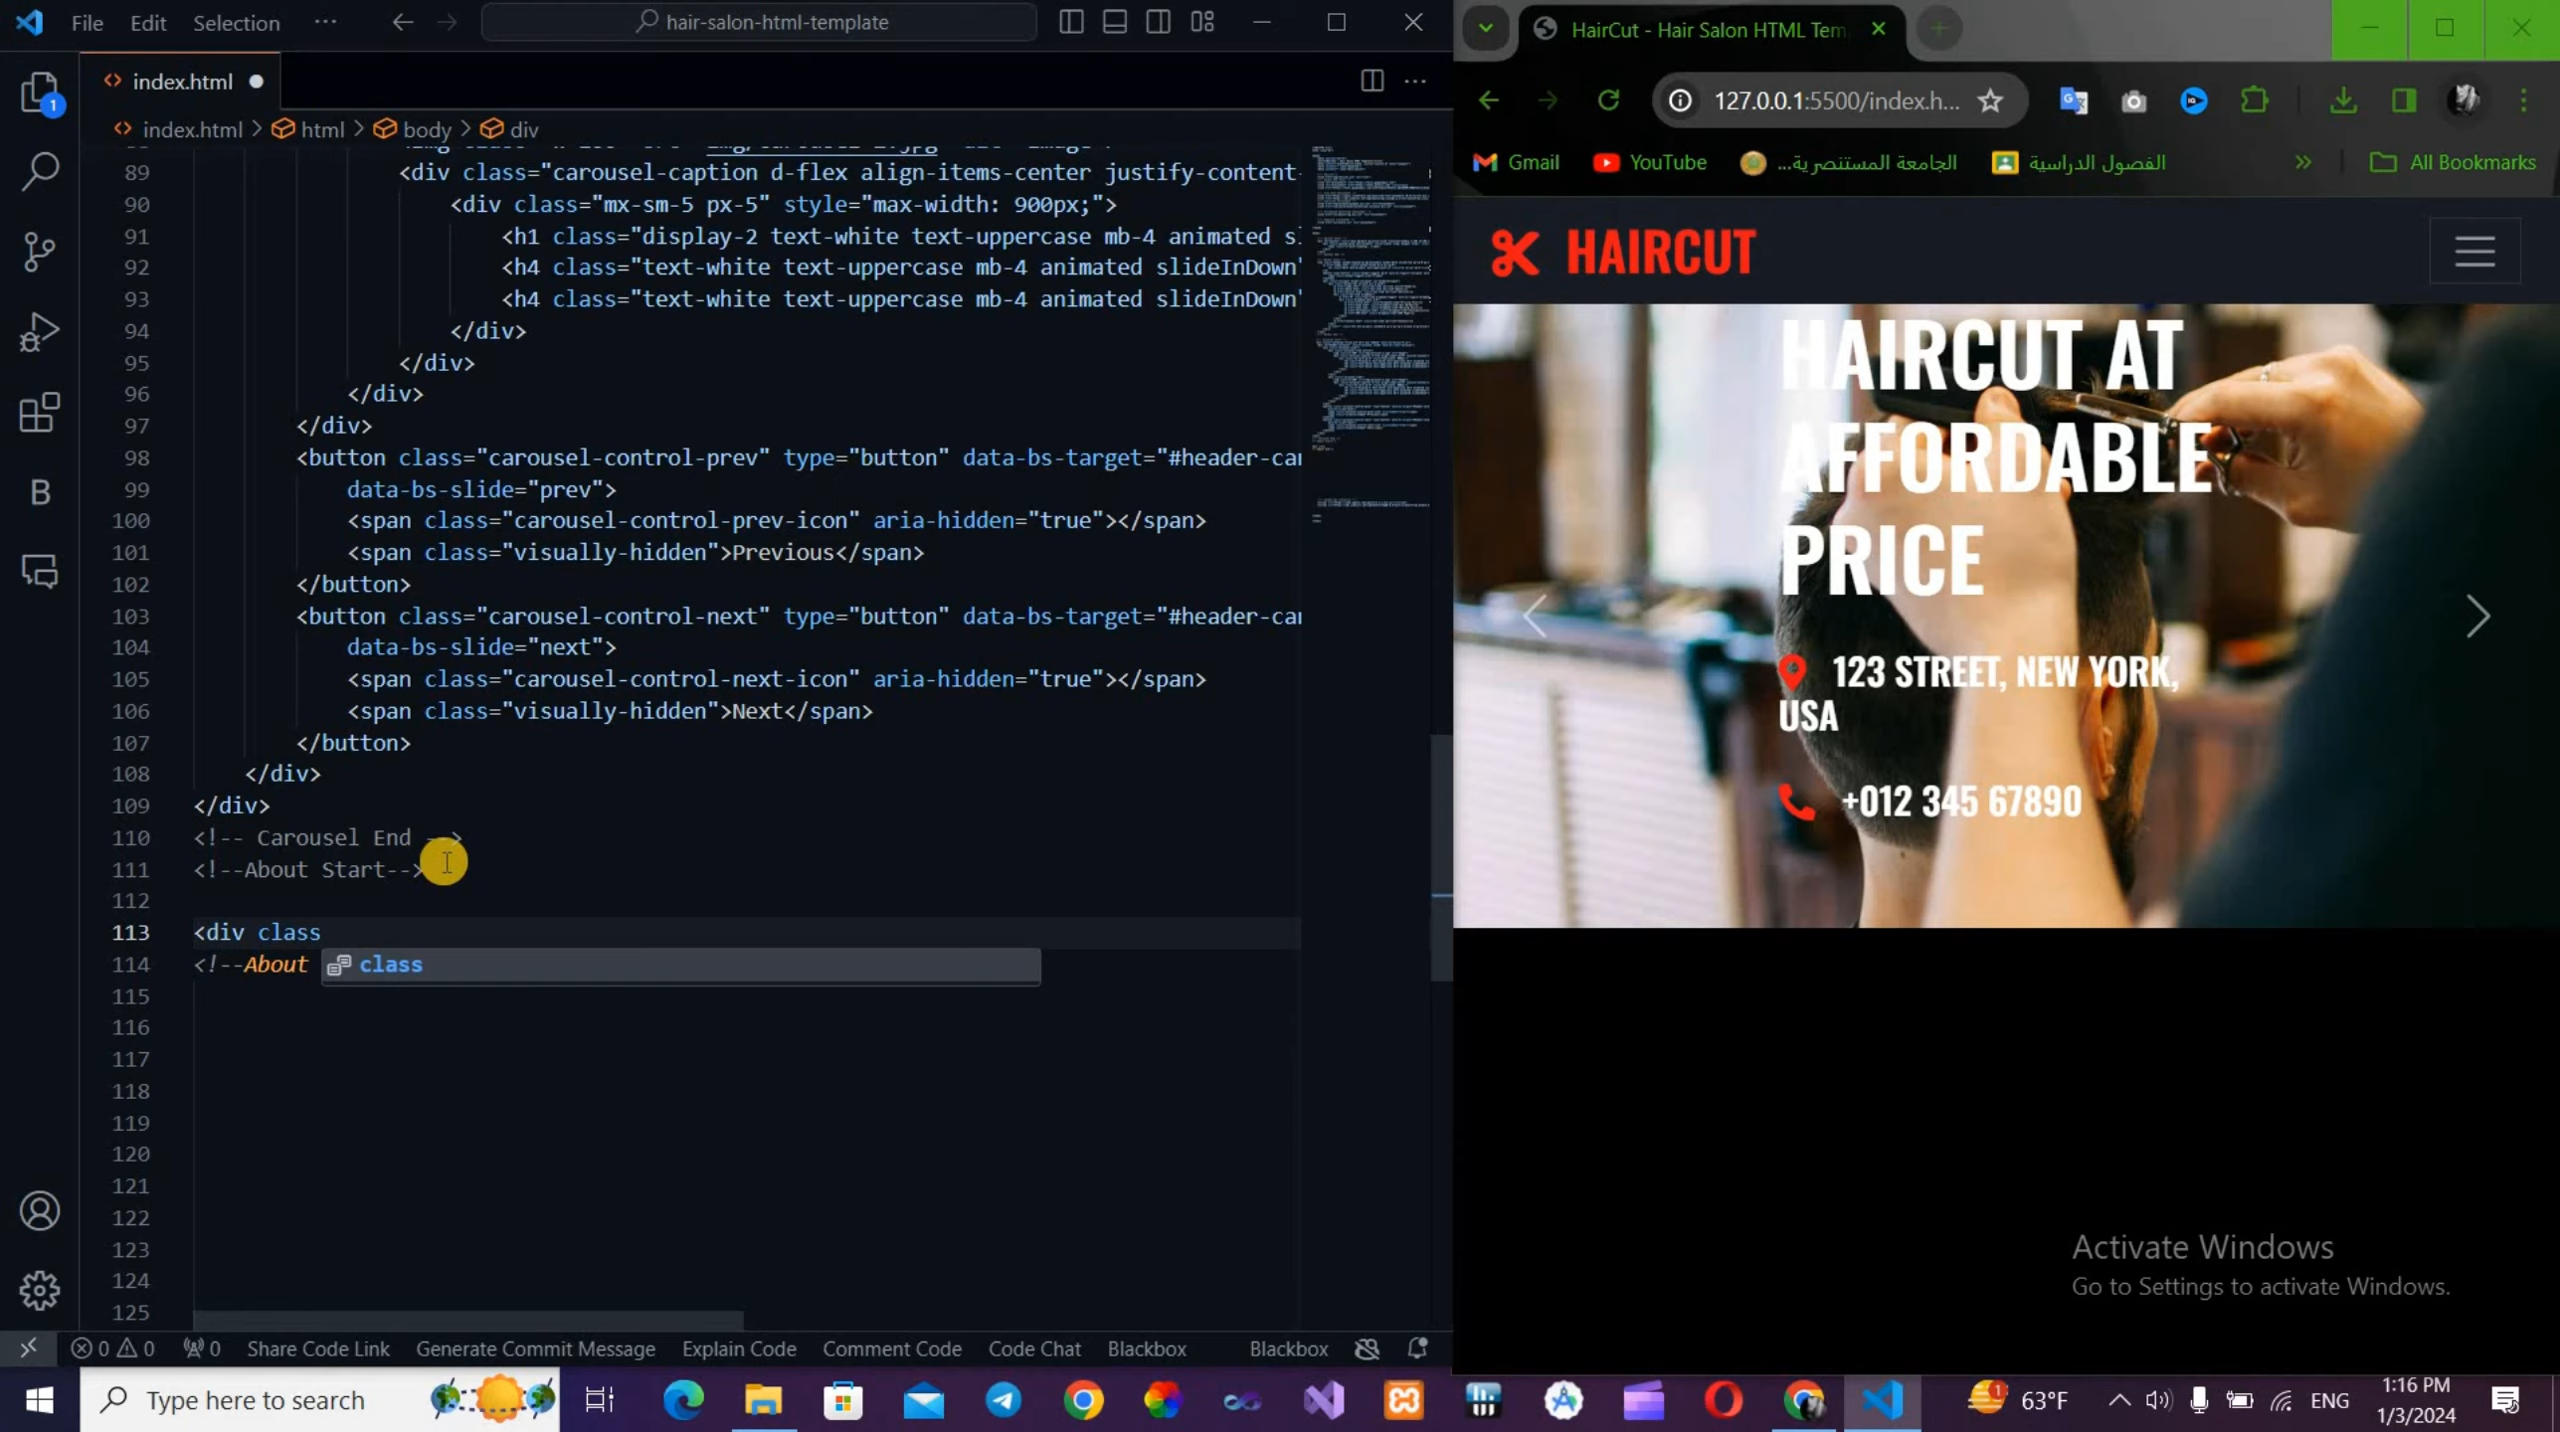 File Edit Selection ···
hair-salon-html-template
index.html
index.html > html > body > div
89 <div class="carousel-caption d-flex align-items-center justify-content-
90 <div class="mx-sm-5 px-5" style="max-width: 900px;">
91 <h1 class="display-2 text-white text-uppercase mb-4 animated sl
92 <h4 class="text-white text-uppercase mb-4 animated slideInDown"
93 <h4 class="text-white text-uppercase mb-4 animated slideInDown"
94 </div>
95 </div>
96 </div>
97 </div>
98 <button class="carousel-control-prev" type="button" data-bs-target="#header-car
99 data-bs-slide="prev">
100 <span class="carousel-control-prev-icon" aria-hidden="true"></span>
101 <span class="visually-hidden">Previous</span>
102 </button>
103 <button class="carousel-control-next" type="button" data-bs-target="#header-car
104 data-bs-slide="next">
105 <span class="carousel-control-next-icon" aria-hidden="true"></span>
106 <span class="visually-hidden">Next</span>
107 </button>
108 </div>
109 </div>
110 <!-- Carousel End -->
111 <!--About Start-->
112
113 <div class
114 <!--About
class
115
116
117
118
119
120
121
122
123
124
125
1
B
0 0 0 Share Code Link Generate Commit Message Explain Code Comment Code Code Chat Blackbox Blackbox
HairCut - Hair Salon HTML Tem
127.0.0.1:5500/index.h...
Gmail YouTube الجامعة المستنصرية... الفصول الدراسية » All Bookmarks
HAIRCUT
HAIRCUT AT
AFFORDABLE
PRICE
123 STREET, NEW YORK,
USA
+012 345 67890
Activate Windows
Go to Settings to activate Windows.
Type here to search
1 63°F ENG
1:16 PM
1/3/2024